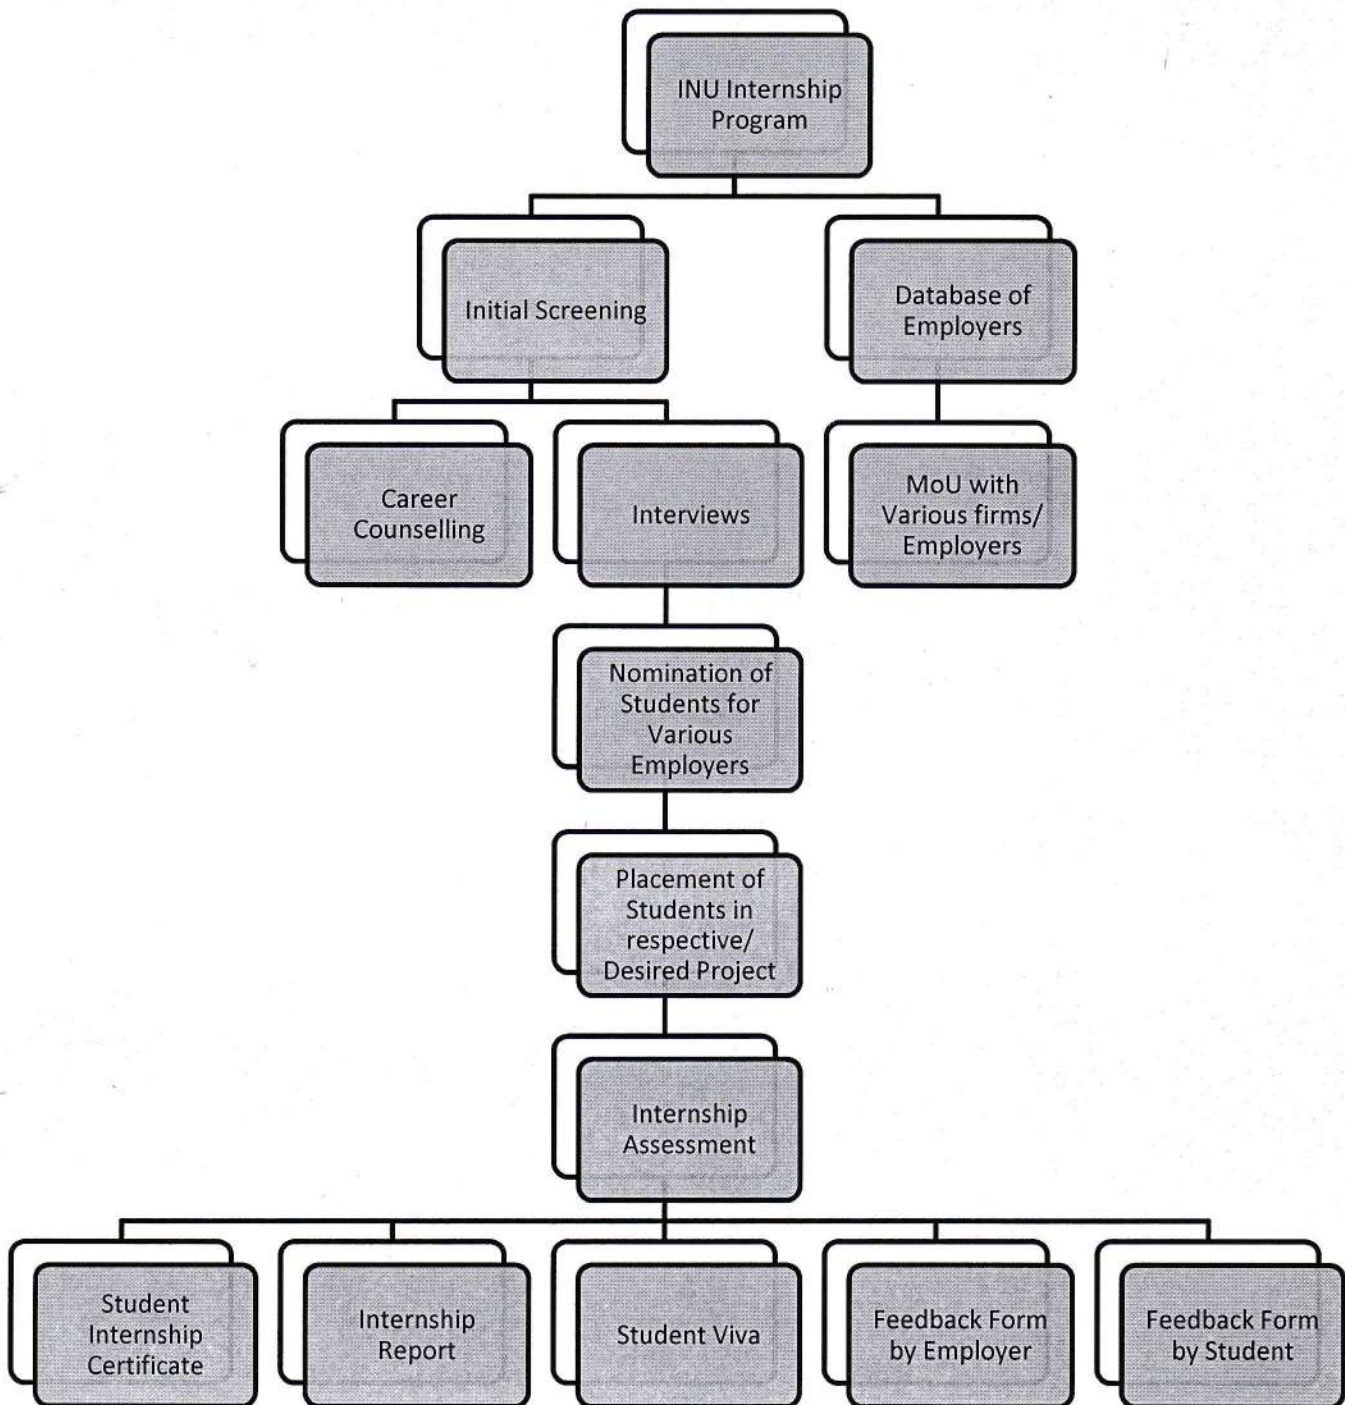 INU Internship
Program
Initial Screening
Database of
Employers
Career
Counselling
Interviews
MoU with
Various firms/
Employers
Nomination of
Students for
Various
Employers
Placement of
Students in
respective/
Desired Project
Internship
Assessment
Student
Internship
Certificate
Internship
Report
Student Viva
Feedback Form
by Employer
Feedback Form
by Student